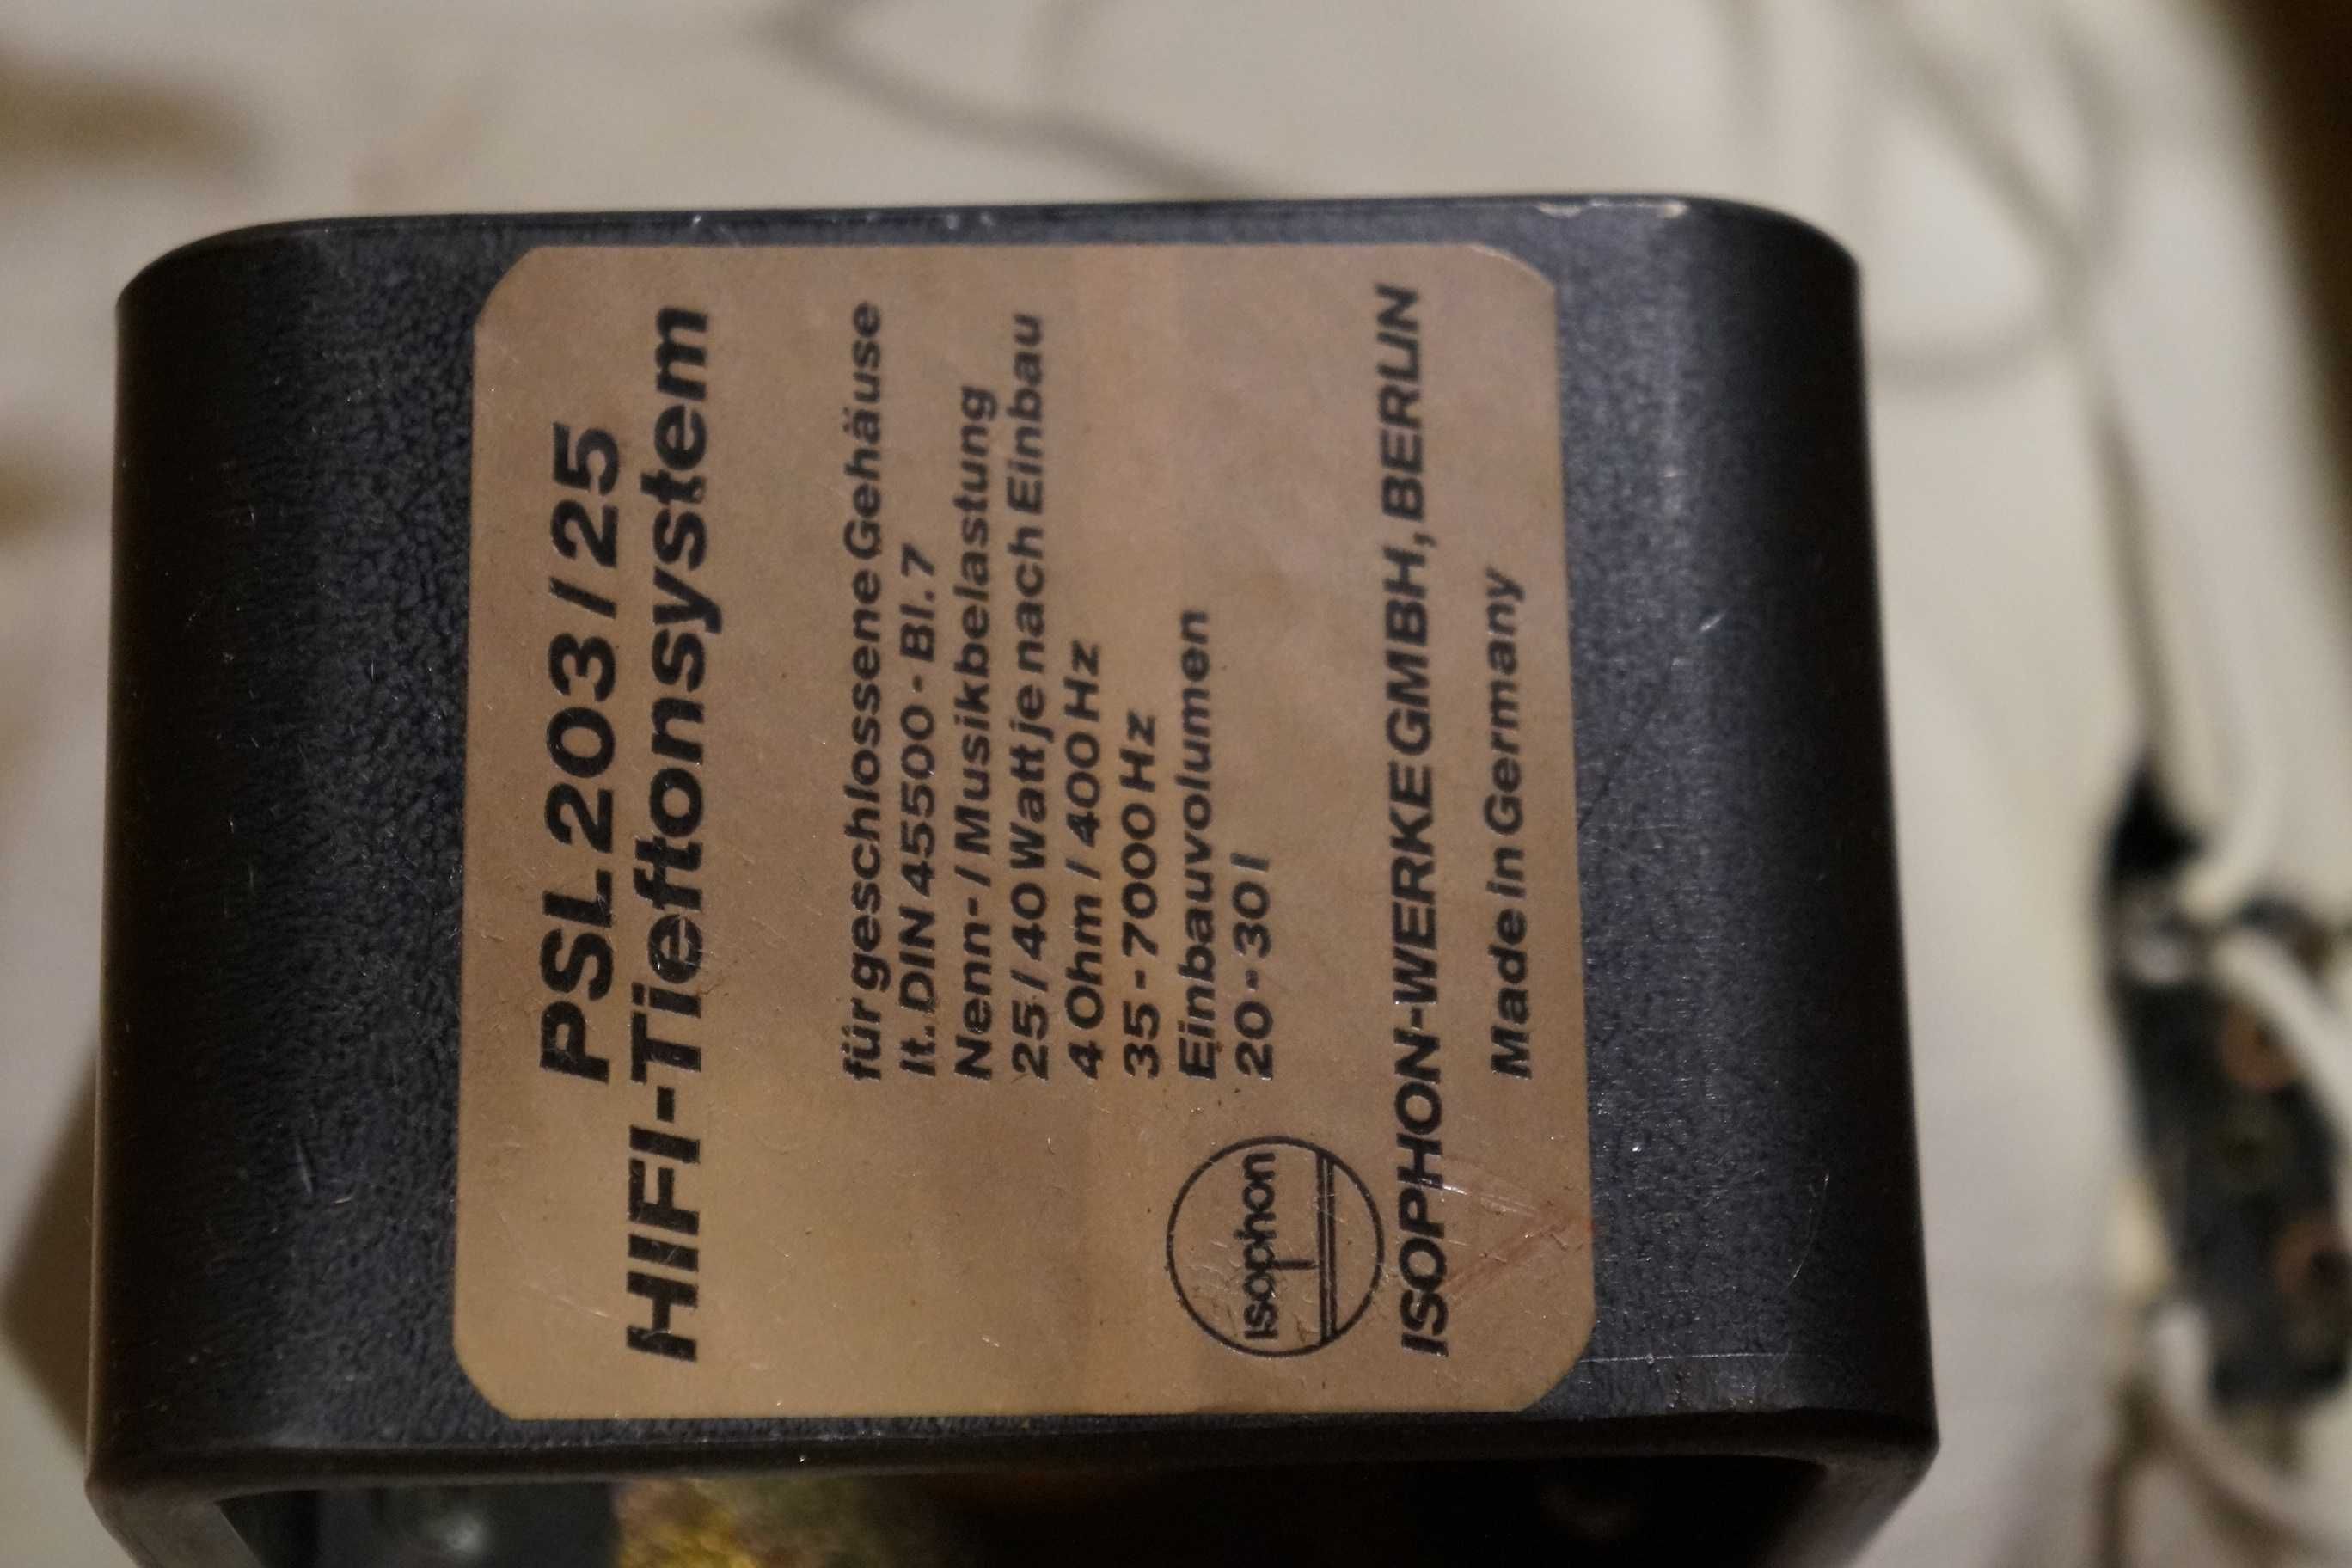 PSL 203/25
HIFI-Tieftonsystem
für geschlossene Gehäuse
lt. DIN 45500 - Bl. 7
Nenn- / Musikbelastung
25 / 40 Watt je nach Einbau
4 Ohm / 400 Hz
35 - 7000 Hz
Einbauvolumen
20 - 30 l
isophon
ISOPHON-WERKE GMBH, BERLIN
Made in Germany